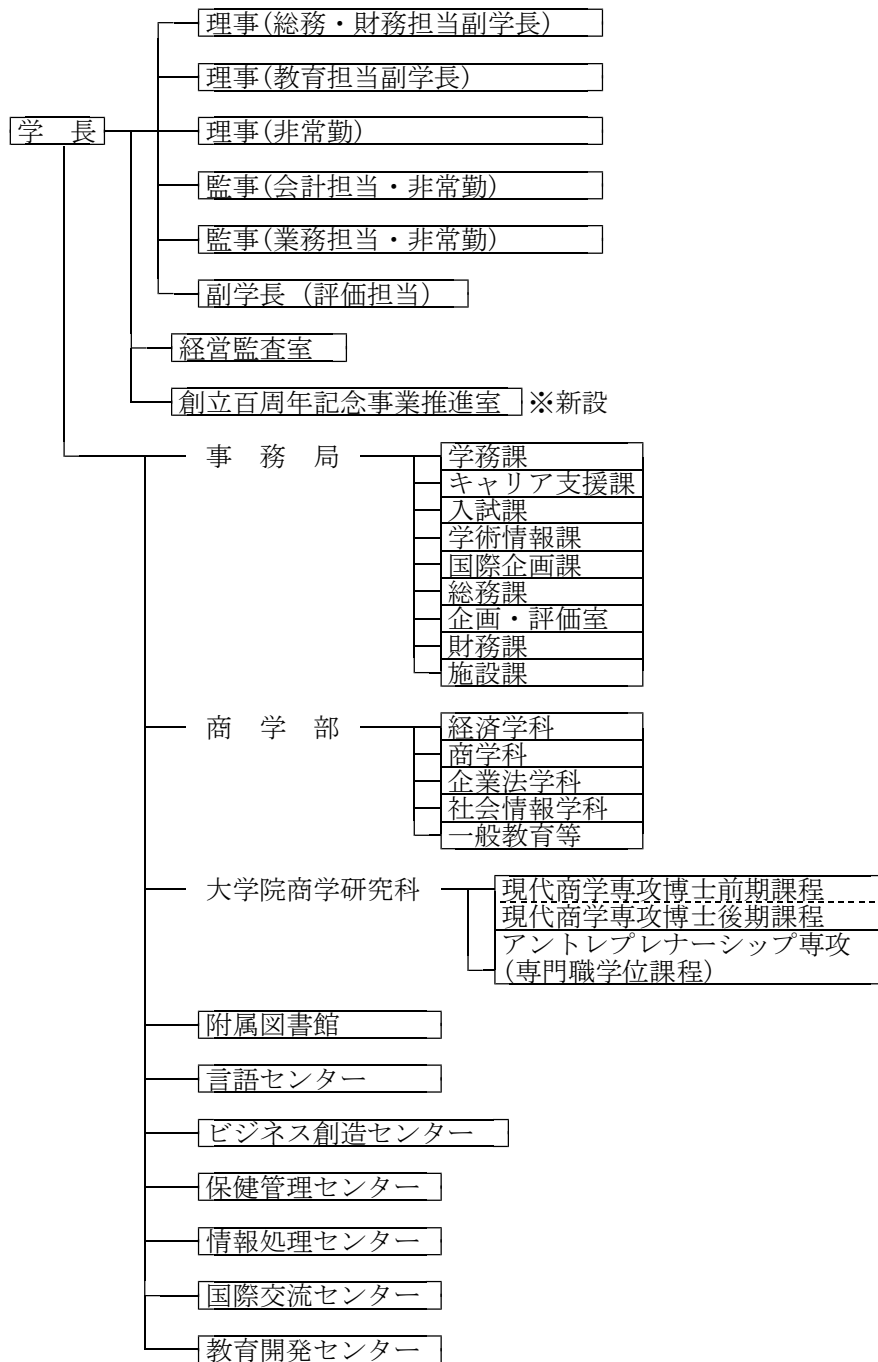 理事(総務・財務担当副学長)
理事(教育担当副学長)
学　長
理事(非常勤)
監事(会計担当・非常勤)
監事(業務担当・非常勤)
副学長（評価担当）
経営監査室
創立百周年記念事業推進室 ※新設
事　務　局
学務課
キャリア支援課
入試課
学術情報課
国際企画課
総務課
企画・評価室
財務課
施設課
商　学　部
経済学科
商学科
企業法学科
社会情報学科
一般教育等
大学院商学研究科
現代商学専攻博士前期課程
現代商学専攻博士後期課程
アントレプレナーシップ専攻
(専門職学位課程)
附属図書館
言語センター
ビジネス創造センター
保健管理センター
情報処理センター
国際交流センター
教育開発センター